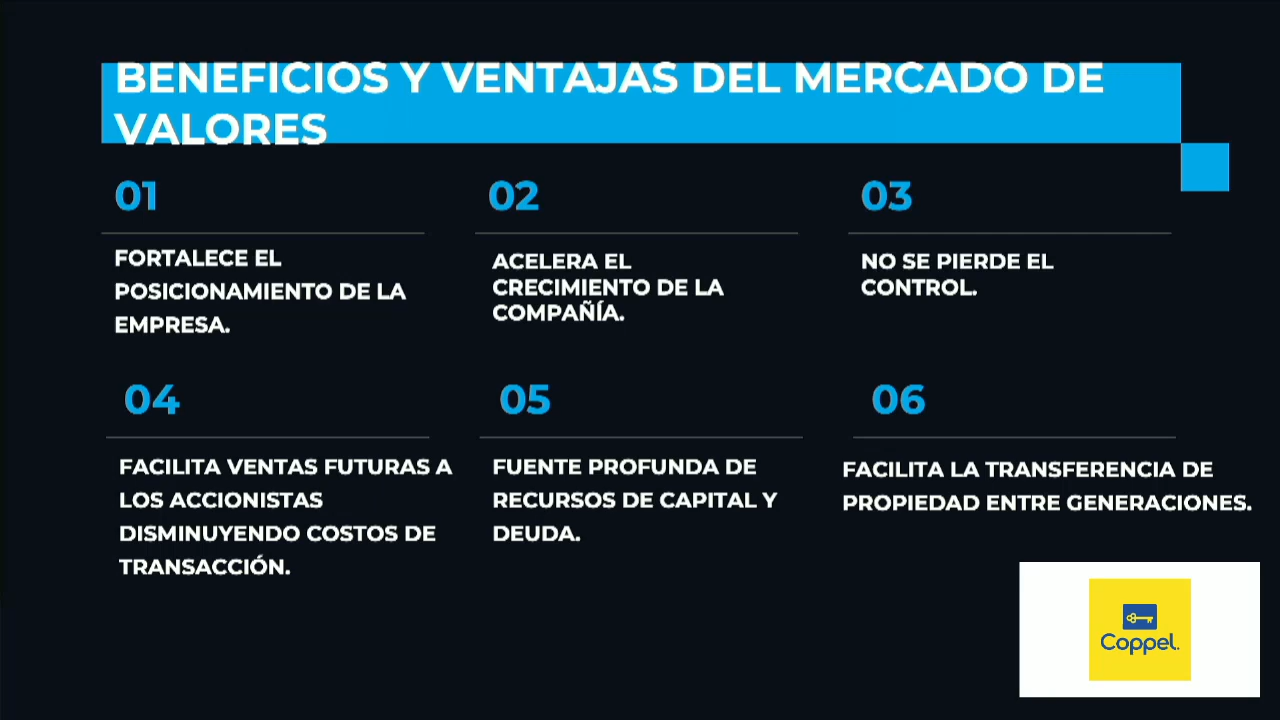 BENEFICIOS Y VENTAJAS DEL MERCADO DE
VALORES
01
FORTALECE EL
POSICIONAMIENTO DE LA
EMPRESA.
02
ACELERA EL
CRECIMIENTO DE LA
COMPAÑÍA.
03
NO SE PIERDE EL
CONTROL.
04
FACILITA VENTAS FUTURAS A
LOS ACCIONISTAS
DISMINUYENDO COSTOS DE
TRANSACCIÓN.
05
FUENTE PROFUNDA DE
RECURSOS DE CAPITAL Y
DEUDA.
06
FACILITA LA TRANSFERENCIA DE
PROPIEDAD ENTRE GENERACIONES.
Coppel.